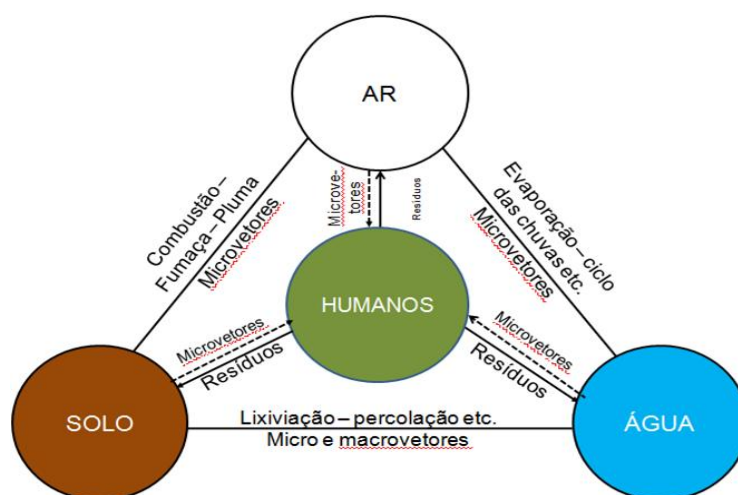 AR
Combustão –
Fumaça – Pluma
Microvetores
Microve-
tores
Resíduos
Evaporação – ciclo
das chuvas etc.
Microvetores
HUMANOS
Microvetores
Resíduos
Microvetores
Resíduos
SOLO
Lixiviação – percolação etc.
Micro e macrovetores
ÁGUA